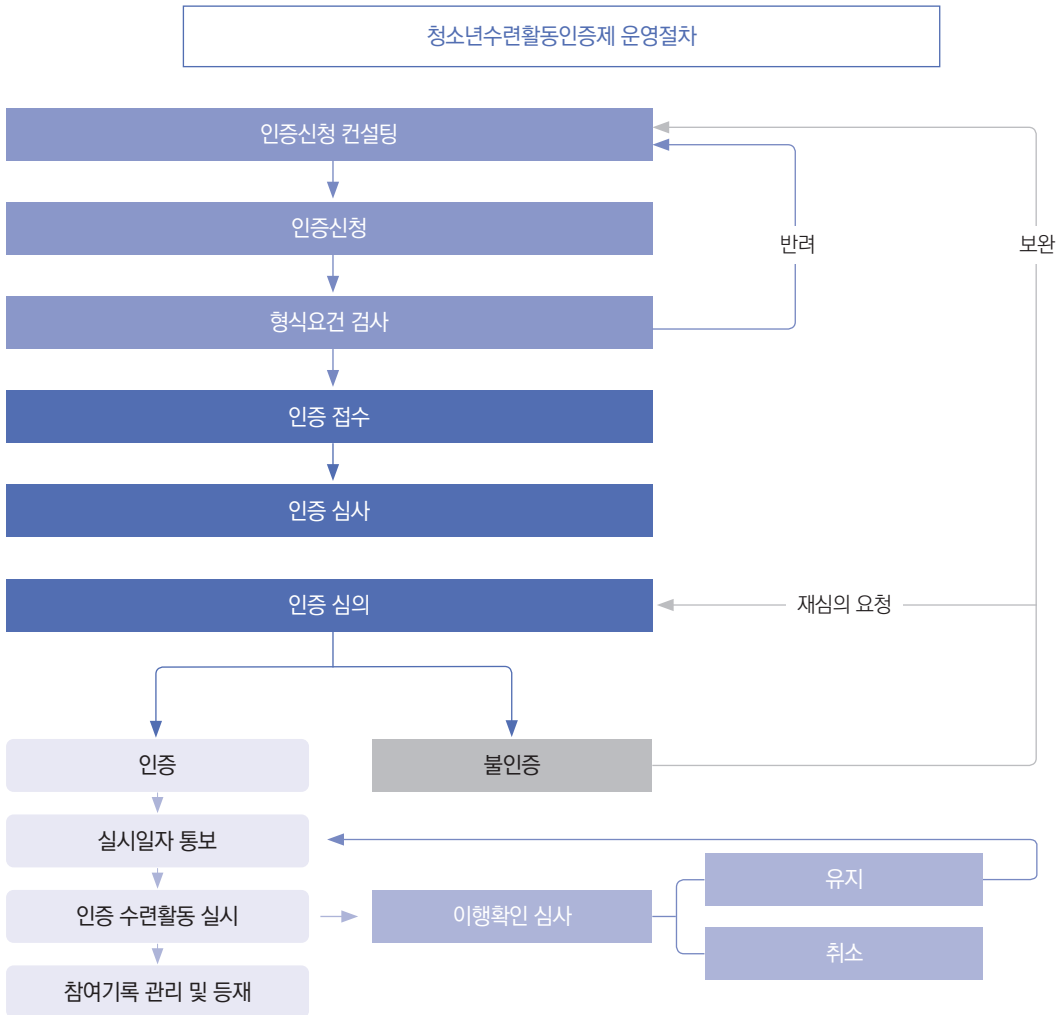 청소년수련활동인증제 운영절차
인증신청 컨설팅
인증신청
반려
보완
형식요건 검사
인증 접수
인증 심사
인증 심의
재심의 요청
인증
불인증
실시일자 통보
유지
인증 수련활동 실시
이행확인 심사
취소
참여기록 관리 및 등재